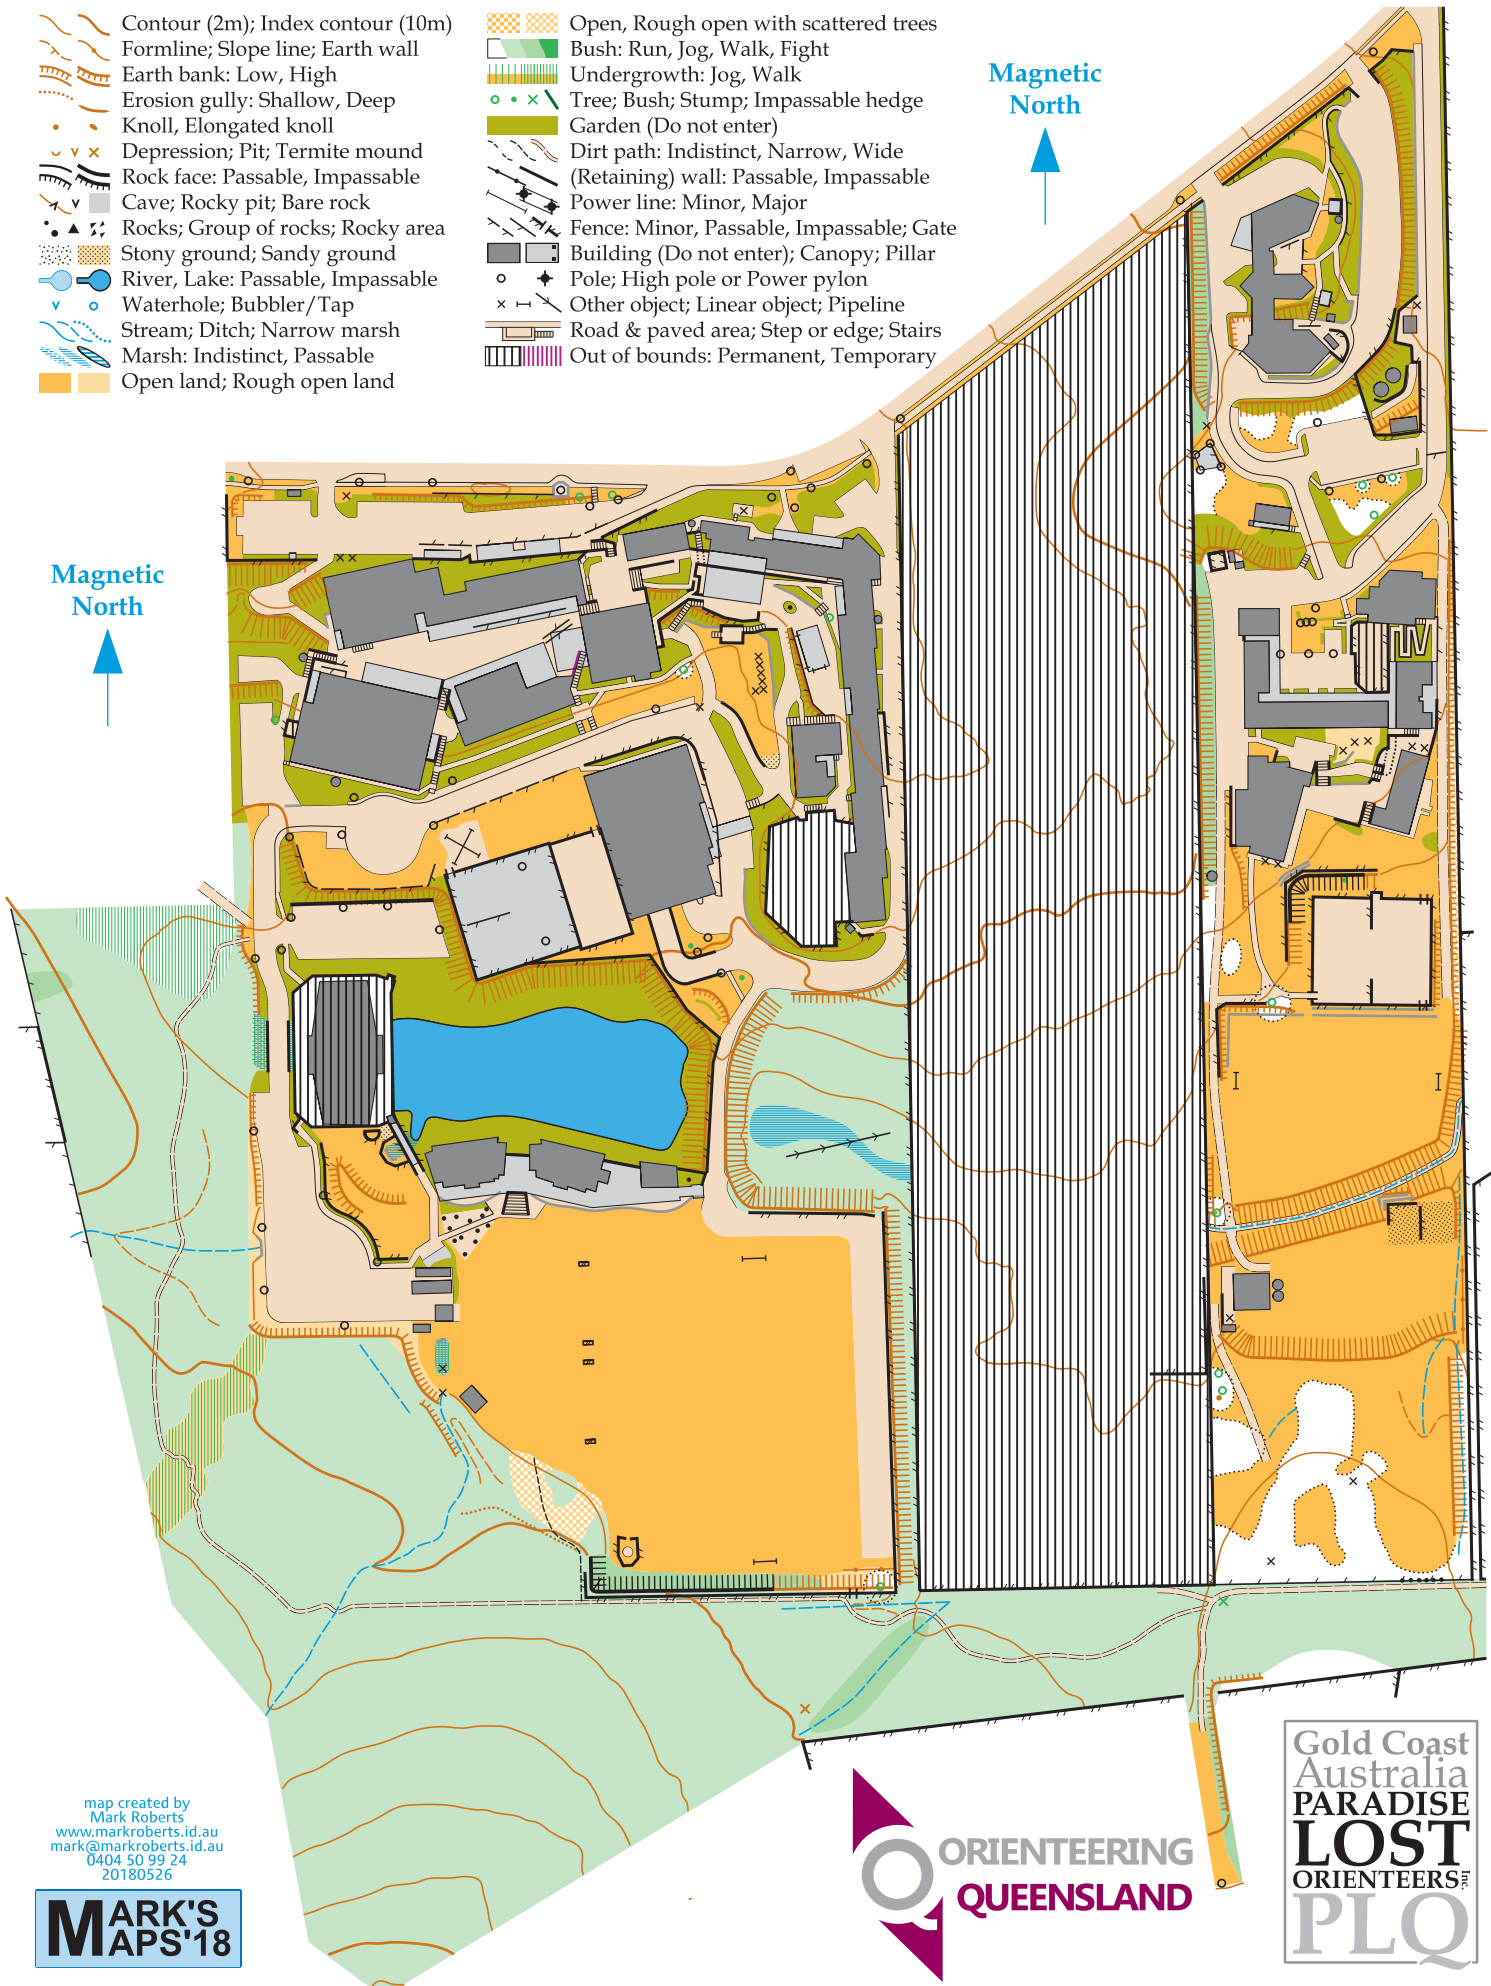 Contour (2m); Index contour (10m)
Formline; Slope line; Earth wall
Earth bank: Low, High
Erosion gully: Shallow, Deep
Knoll, Elongated knoll
Depression; Pit; Termite mound
Rock face: Passable, Impassable
Cave; Rocky pit; Bare rock
Rocks; Group of rocks; Rocky area
Stony ground; Sandy ground
River, Lake: Passable, Impassable
Waterhole; Bubbler/Tap
Stream; Ditch; Narrow marsh
Marsh: Indistinct, Passable
Open land; Rough open land
Open, Rough open with scattered trees
Bush: Run, Jog, Walk, Fight
Undergrowth: Jog, Walk
Tree; Bush; Stump; Impassable hedge
Garden (Do not enter)
Dirt path: Indistinct, Narrow, Wide
(Retaining) wall: Passable, Impassable
Power line: Minor, Major
Fence: Minor, Passable, Impassable; Gate
Building (Do not enter); Canopy; Pillar
Pole; High pole or Power pylon
Other object; Linear object; Pipeline
Road & paved area; Step or edge; Stairs
Out of bounds: Permanent, Temporary
Magnetic
North
Magnetic
North
map created by
Mark Roberts
www.markroberts.id.au
mark@markroberts.id.au
0404 50 99 24
20180526
MARK'S
MAPS'18
ORIENTEERING
QUEENSLAND
Gold Coast
Australia
PARADISE
LOST
ORIENTEERS Inc.
PLQ